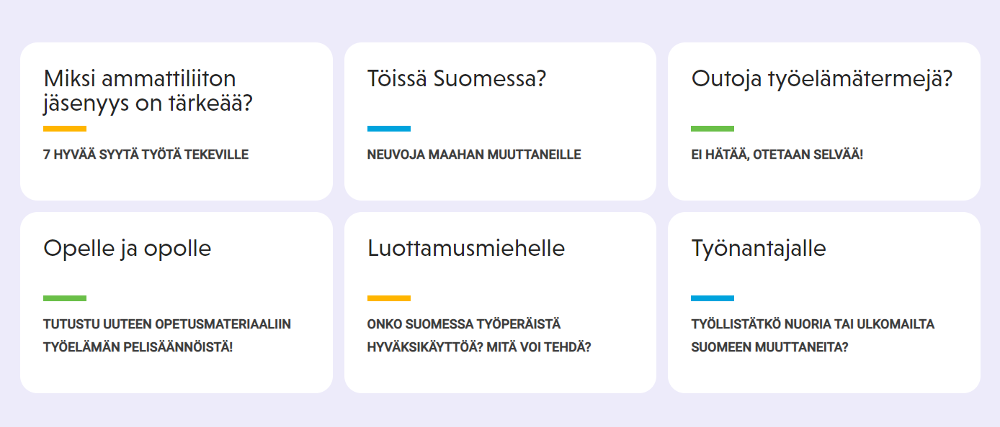 Miksi ammattiliiton
jäsenyys on tärkeää?
7 HYVÄÄ SYYTÄ TYÖTÄ TEKEVILLE
Töissä Suomessa?
NEUVOJA MAAHAN MUUTTANEILLE
Outoja työelämätermejä?
EI HÄTÄÄ, OTETAAN SELVÄÄ!
Opelle ja opolle
TUTUSTU UUTEEN OPETUSMATERIAALIIN
TYÖELÄMÄN PELISÄÄNNÖISTÄ!
Luottamusmiehelle
ONKO SUOMESSA TYÖPERÄISTÄ
HYVÄKSIKÄYTTÖÄ? MITÄ VOI TEHDÄ?
Työnantajalle
TYÖLLISTÄTKÖ NUORIA TAI ULKOMAILTA
SUOMEEN MUUTTANEITA?